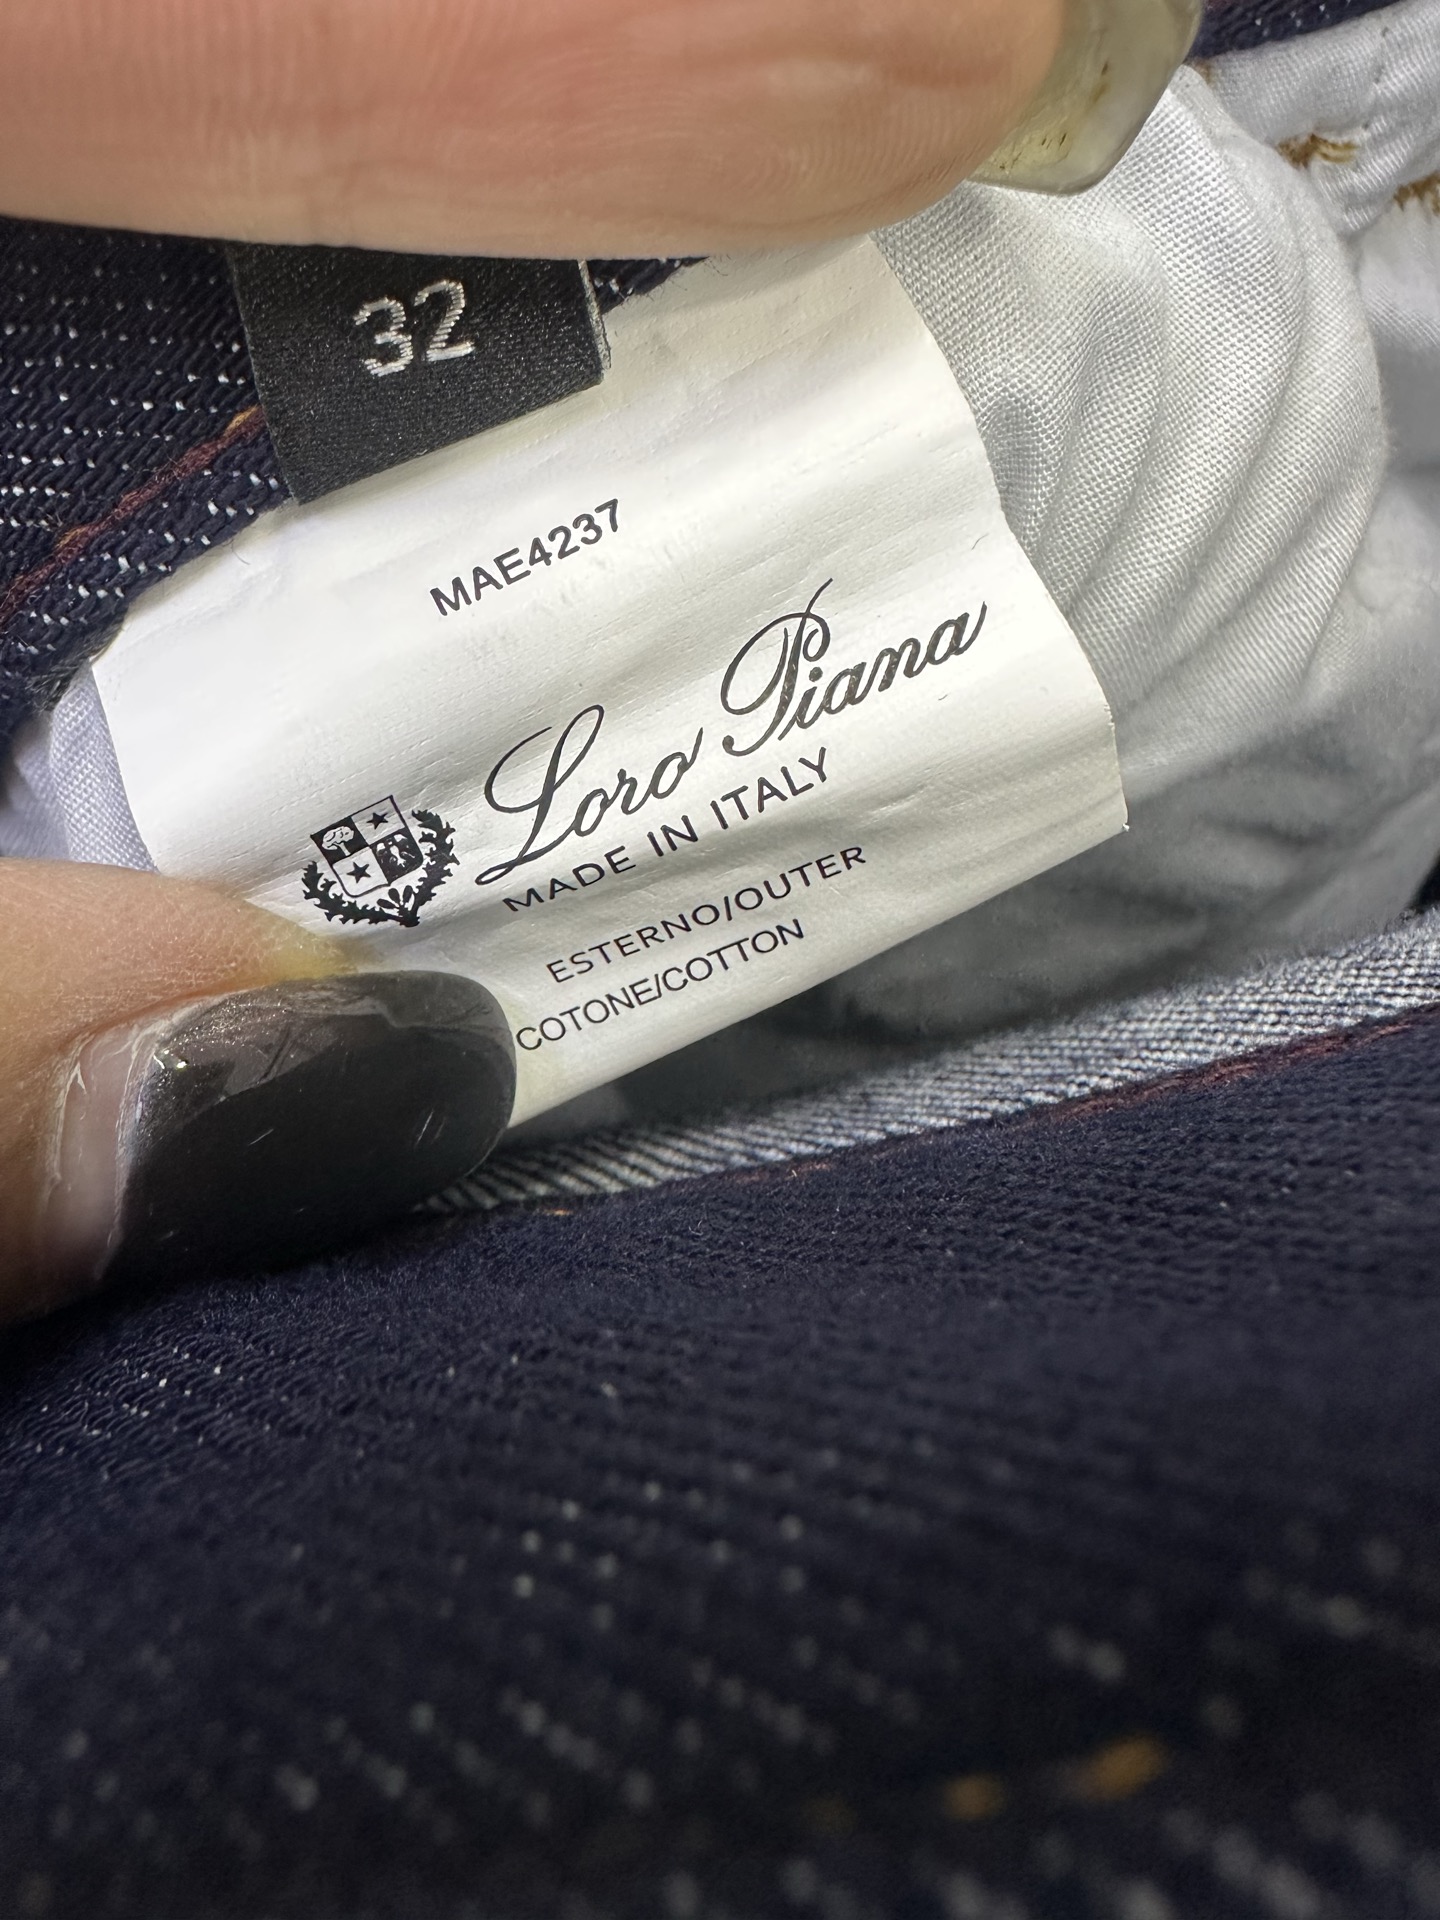 32
MAE4237
Loro Piana
MADE IN ITALY
ESTERNO/OUTER
COTONE/COTTON